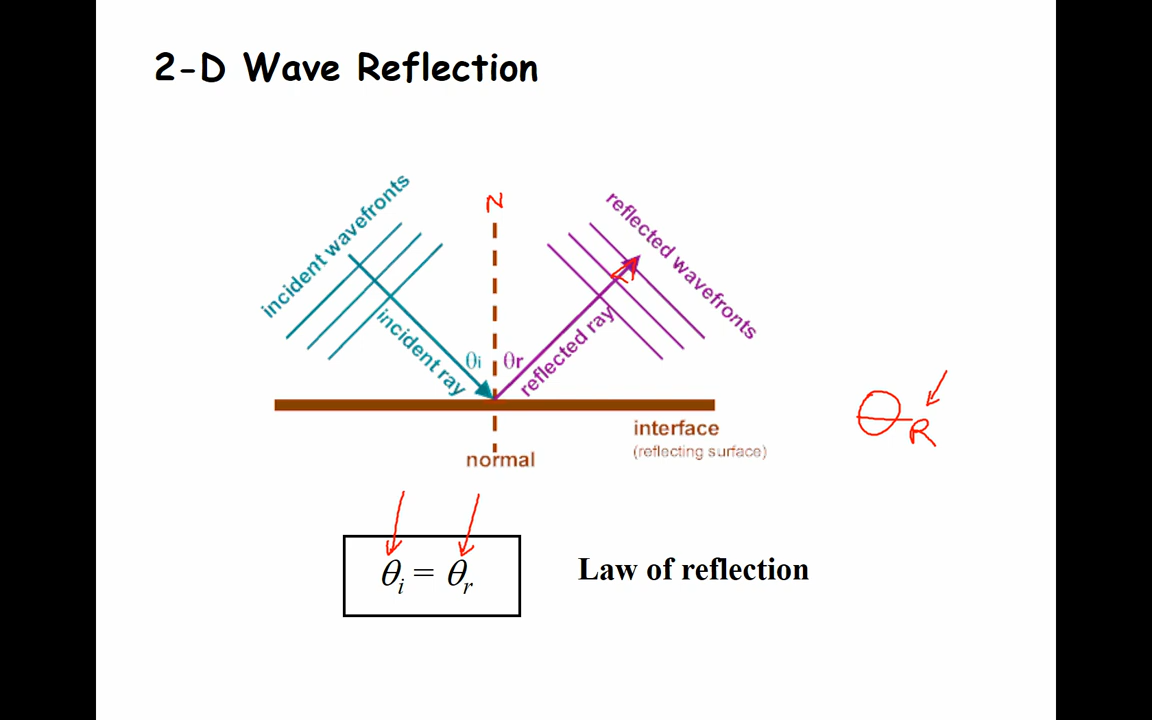 2-D Wave Reflection
N
incident wavefronts
reflected wavefronts
incident ray
θi
θr
reflected ray
θR
interface
(reflecting surface)
normal
θi = θr
Law of reflection